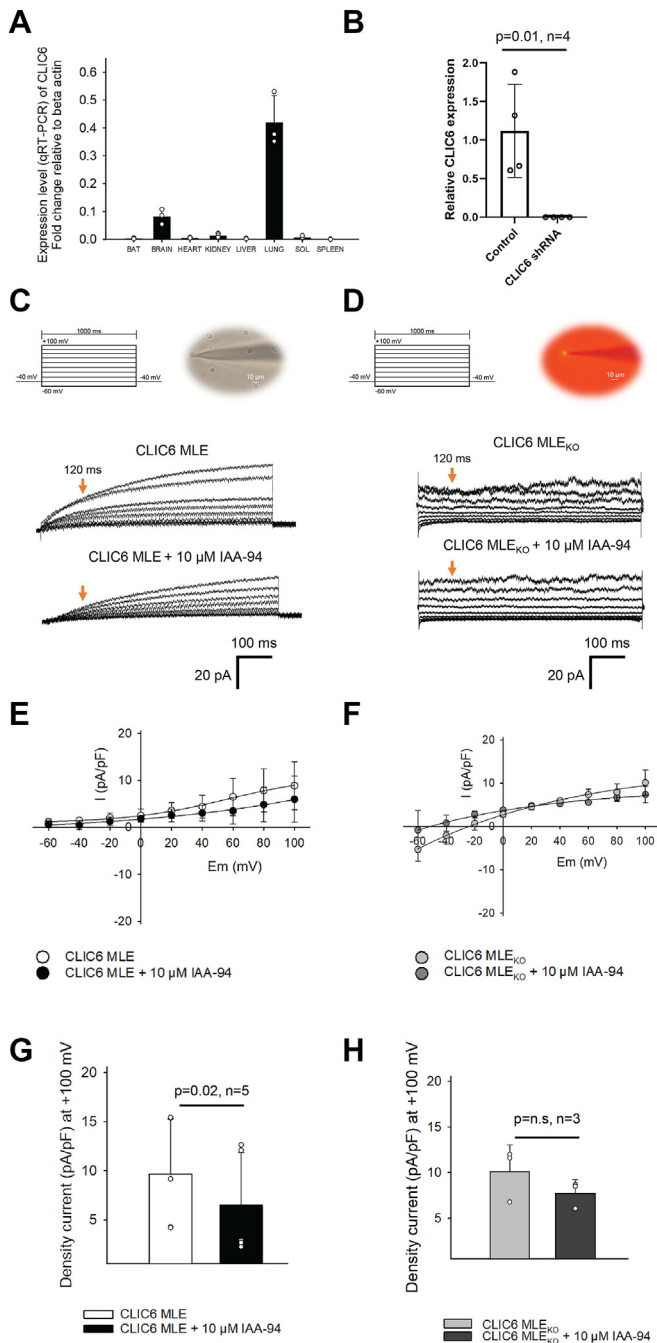 A
Expression level (qRT-PCR) of CLIC6
Fold change relative to beta actin
0.6
0.5
0.4
0.3
0.2
0.1
0.0
BAT BRAIN HEART KIDNEY LIVER LUNG SOL SPLEEN
B
p=0.01, n=4
Relative CLIC6 expression
2.0
1.5
1.0
0.5
0.0
Control
CLIC6 shRNA
C
1000 ms
+100 mV
-40 mV
-40 mV
-60 mV
10 µm
CLIC6 MLE
120 ms
CLIC6 MLE + 10 µM IAA-94
100 ms
20 pA
D
1000 ms
+100 mV
-40 mV
-40 mV
-60 mV
10 µm
CLIC6 MLEKO
120 ms
CLIC6 MLEKO + 10 µM IAA-94
100 ms
20 pA
E
I (pA/pF)
20
10
0
-10
-20
-60 -40 -20 0 20 40 60 80 100
Em (mV)
CLIC6 MLE
CLIC6 MLE + 10 µM IAA-94
F
I (pA/pF)
20
10
0
-10
-20
-60 -40 -20 0 20 40 60 80 100
Em (mV)
CLIC6 MLEKO
CLIC6 MLEKO + 10 µM IAA-94
G
Density current (pA/pF) at +100 mV
20
15
10
5
p=0.02, n=5
CLIC6 MLE
CLIC6 MLE + 10 µM IAA-94
H
Density current (pA/pF) at +100 mV
20
15
10
5
p=n.s, n=3
CLIC6 MLEKO
CLIC6 MLEKO + 10 µM IAA-94